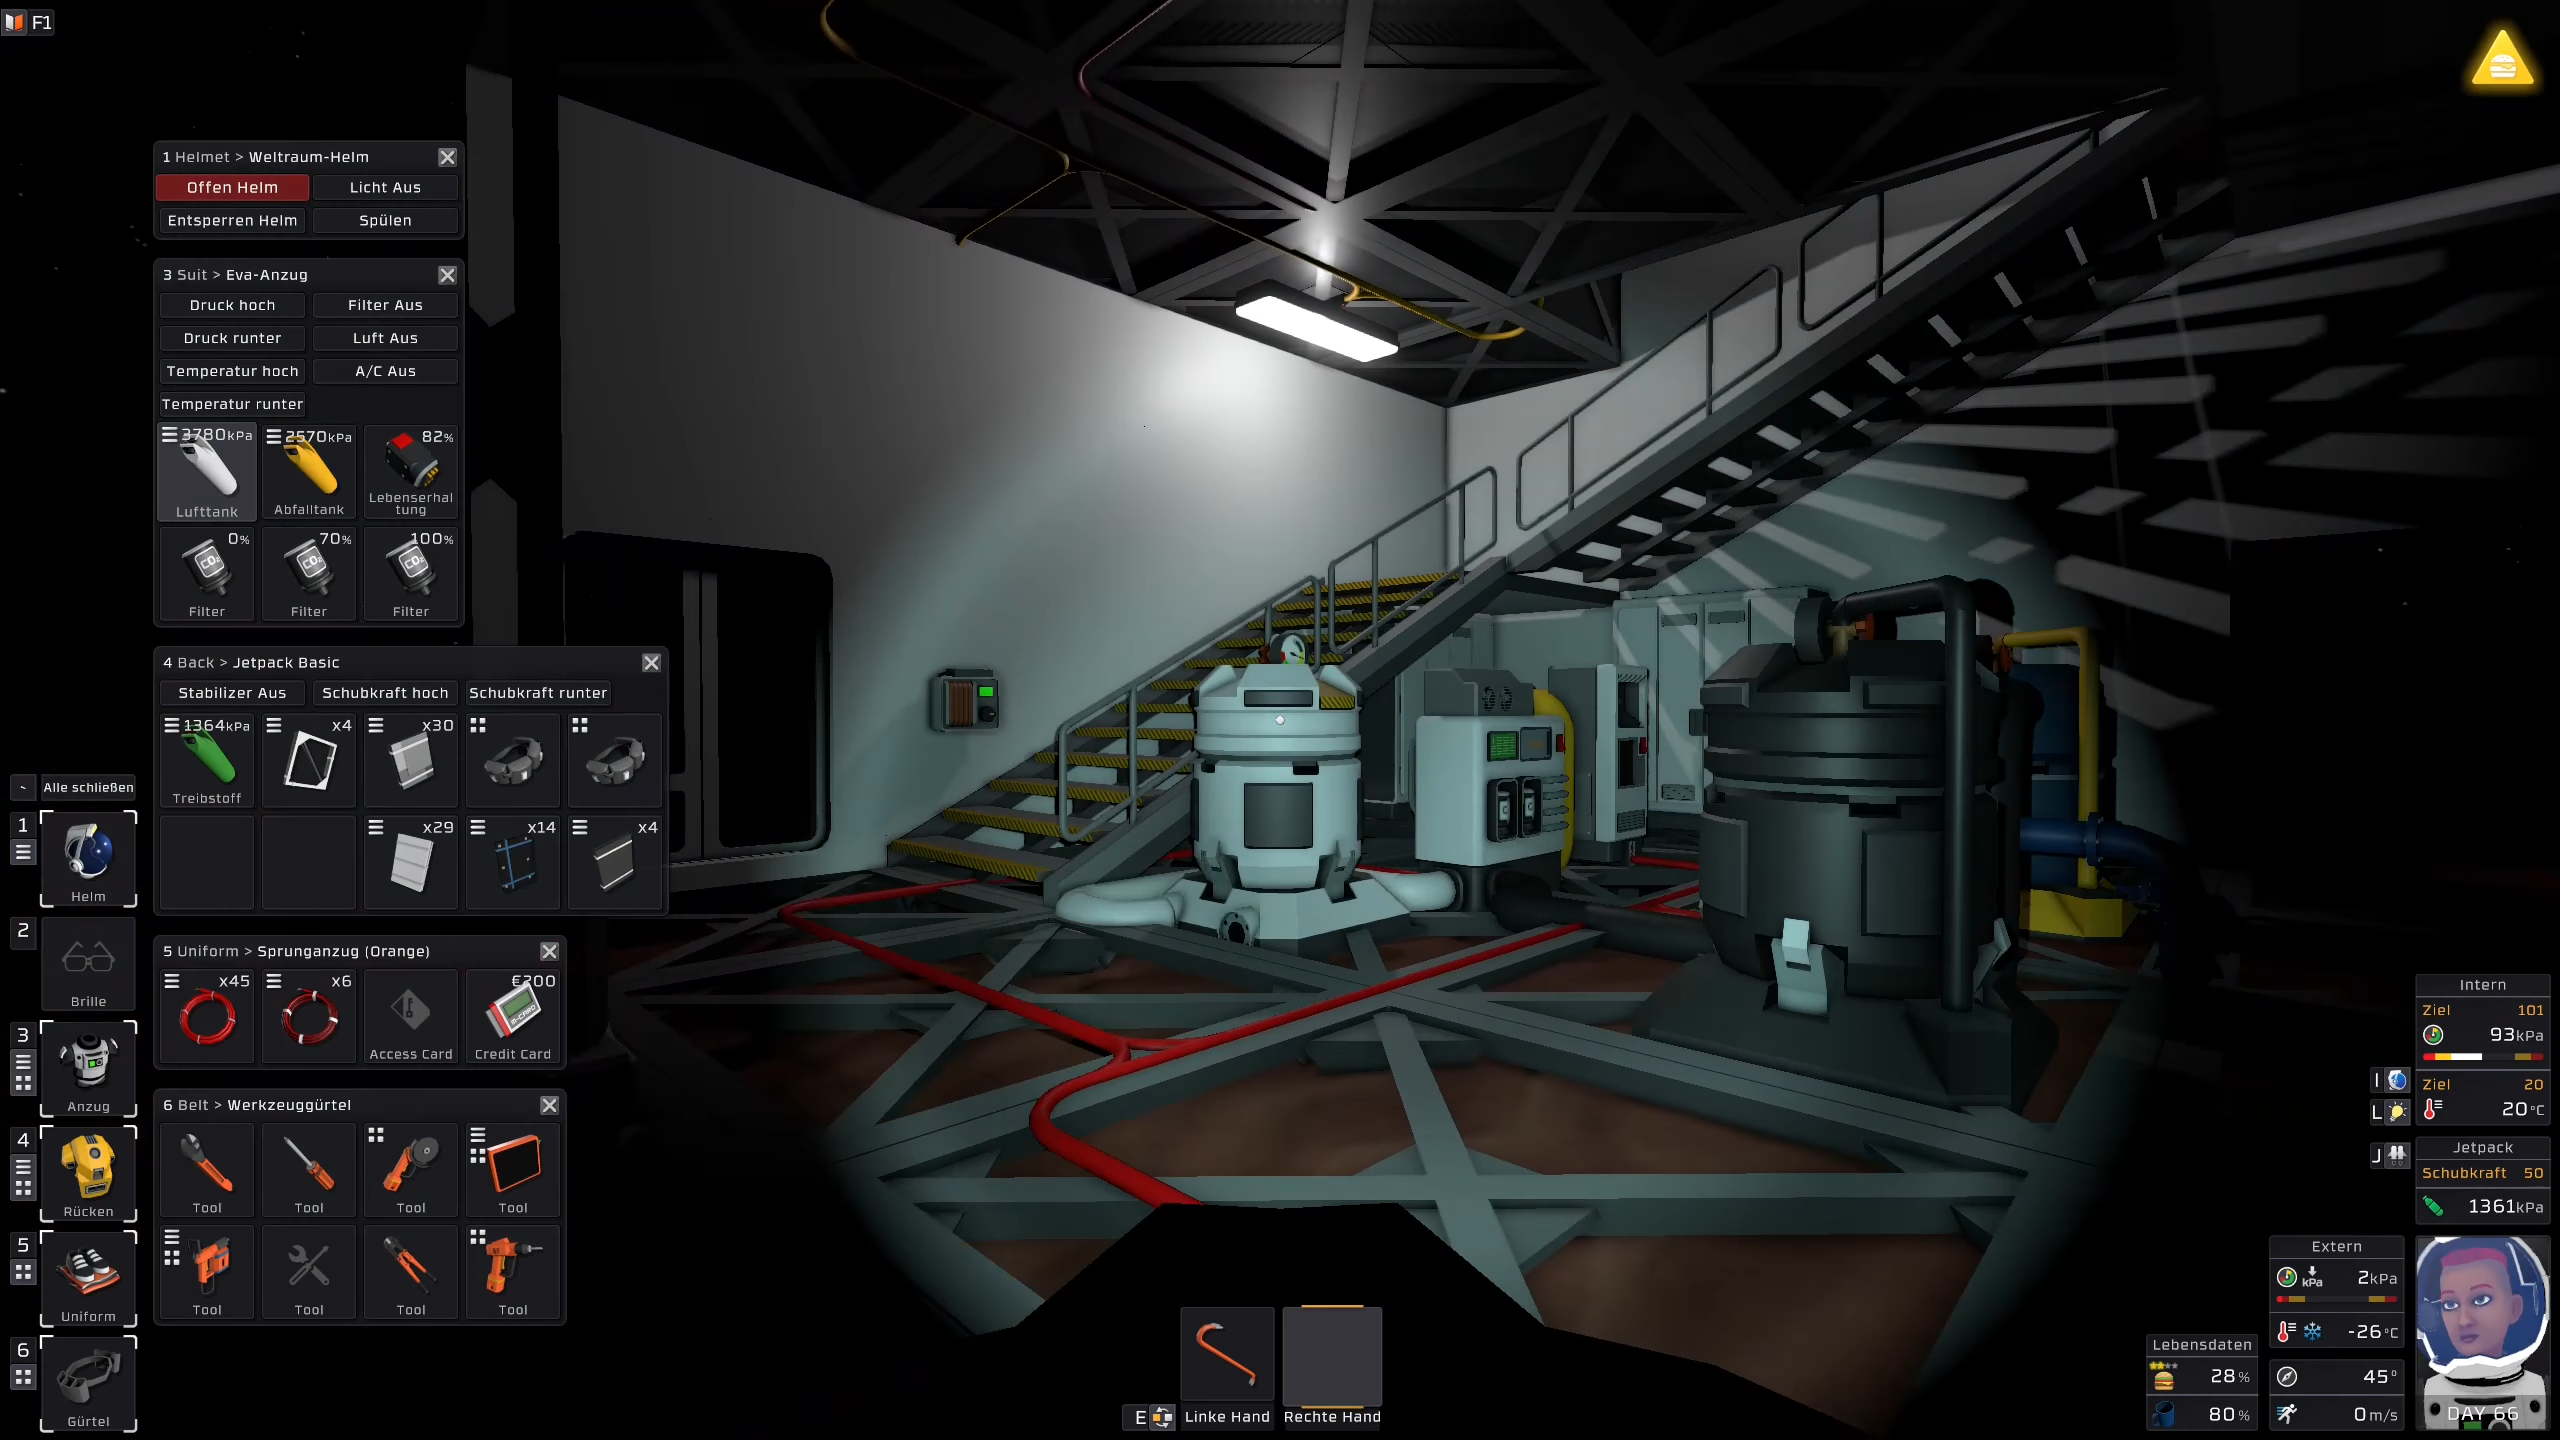 F1
1 Helmet > Weltraum-Helm
Offen Helm
Licht Aus
Entsperren Helm
Spülen
3 Suit > Eva-Anzug
Druck hoch
Filter Aus
Druck runter
Luft Aus
Temperatur hoch
A/C Aus
Temperatur runter
3780kPa
2570kPa
82%
Lufttank
Abfalltank
Lebenserhal
tung
0%
70%
100%
CO2
CO2
CO2
Filter
Filter
Filter
4 Back > Jetpack Basic
Stabilizer Aus
Schubkraft hoch
Schubkraft runter
1364kPa
x4
x30
Treibstoff
x29
x14
x4
~
Alle schließen
1
Helm
2
Brille
3
Anzug
4
Rücken
5
Uniform
6
Gürtel
5 Uniform > Sprunganzug (Orange)
x45
x6
€200
Access Card
Credit Card
6 Belt > Werkzeuggürtel
Tool
Tool
Tool
Tool
Tool
Tool
Tool
Tool
E
Linke Hand
Rechte Hand
Intern
Ziel 101
93kPa
Ziel 20
20°C
I
L
J
Jetpack
Schubkraft 50
1361kPa
Extern
kPa
2kPa
-26°C
45°
0m/s
Lebensdaten
28%
80%
DAY 66